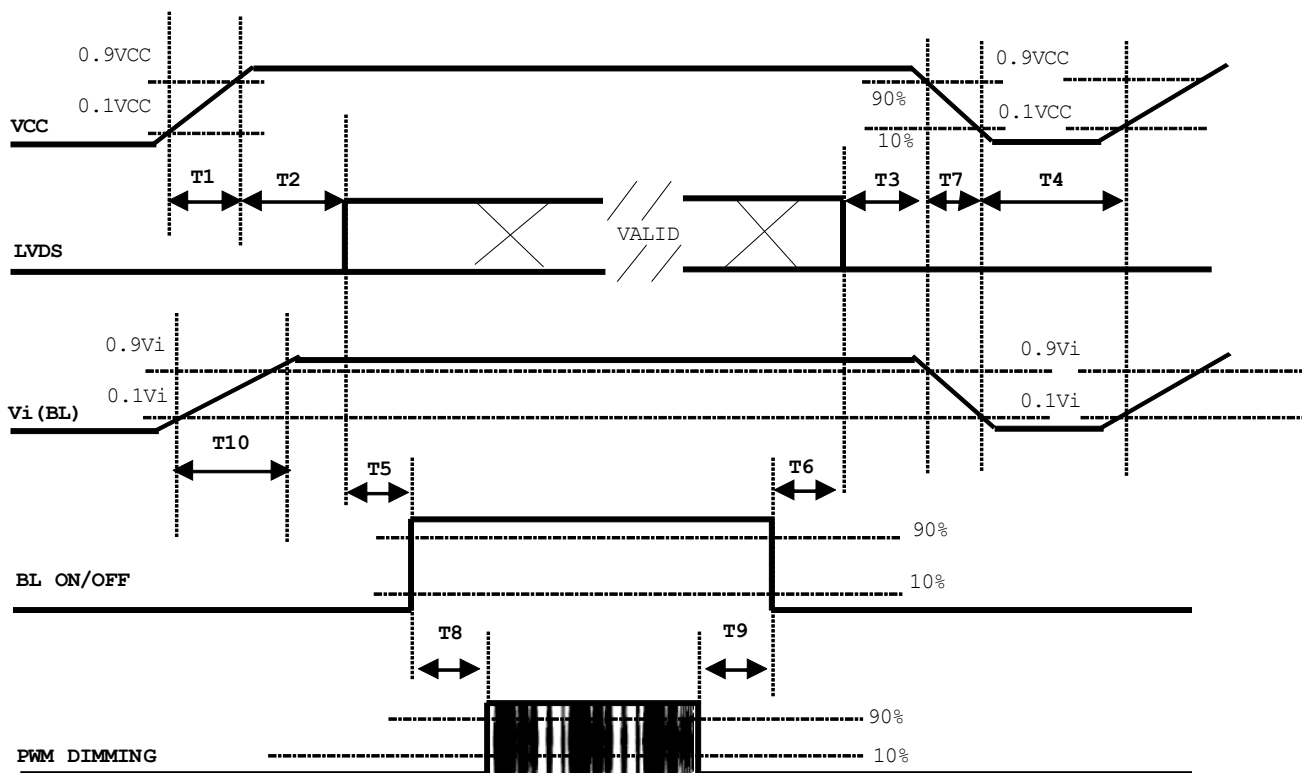 0.9VCC
0.9VCC
90%
0.1VCC
0.1VCC
VCC
10%
T1
T2
T3
T7
T4
VALID
LVDS
0.9Vi
0.9Vi
0.1Vi
0.1Vi
Vi(BL)
T10
T5
T6
90%
BL ON/OFF
10%
T8
T9
90%
PWM DIMMING
10%